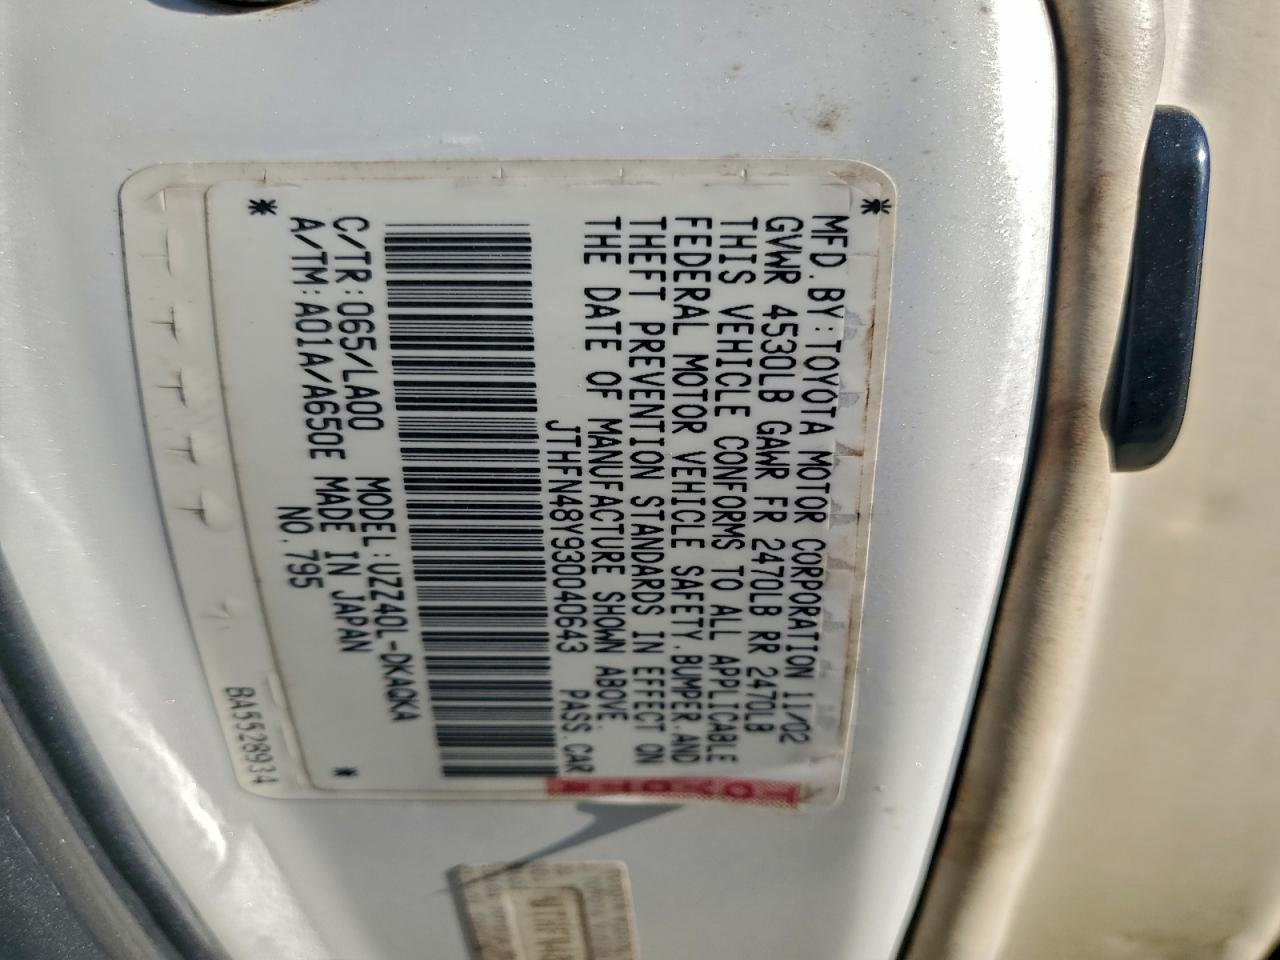 MFD. BY: TOYOTA MOTOR CORPORATION 11/02
GVWR 4530LB GAWR FR 2470LB RR 2470LB
THIS VEHICLE CONFORMS TO ALL APPLICABLE
FEDERAL MOTOR VEHICLE SAFETY, BUMPER, AND
THEFT PREVENTION STANDARDS IN EFFECT ON
THE DATE OF MANUFACTURE SHOWN ABOVE.
JTHFN48Y930040643 PASS. CAR
C/TR: 065/LA00 MODEL: UZZ40L-DKAQKA
A/TM: A01A/A650E MADE IN JAPAN
NO. 795
BA5528934
TOYOTA